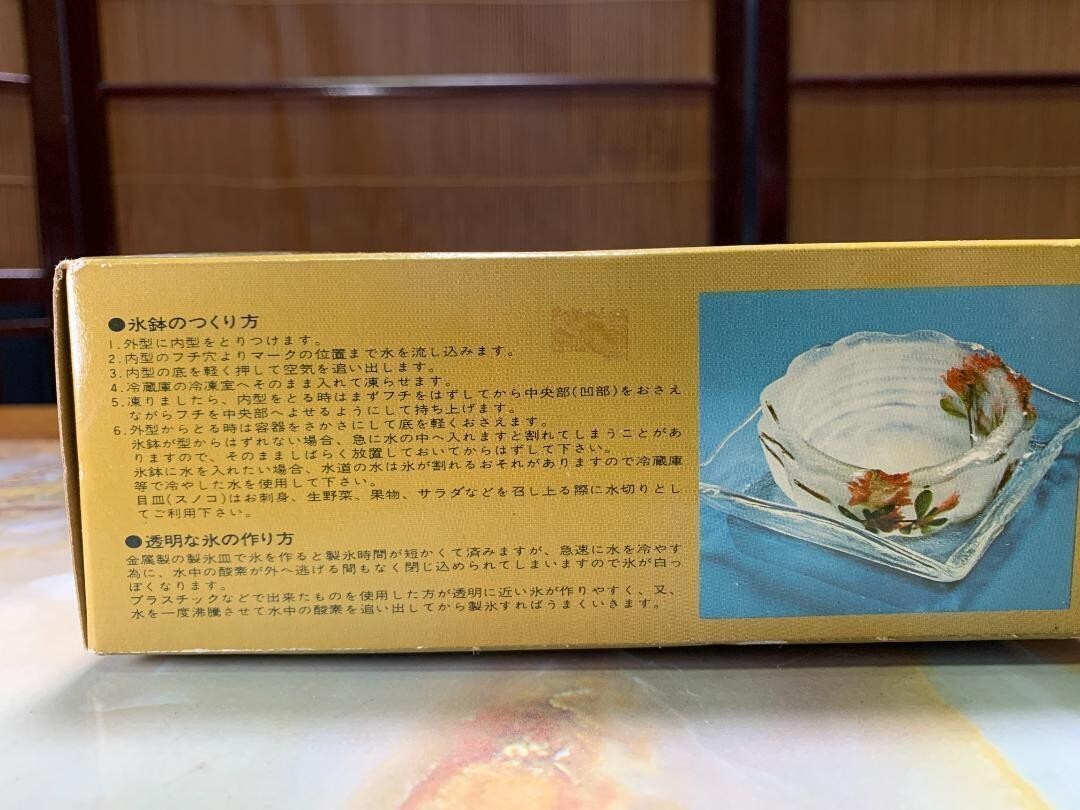 ●氷鉢のつくり方
1.外型に内型をとりつけます。
2.内型のフチ穴よりマークの位置まで水を流し込みます。
3.内型の底を軽く押して空気を追い出します。
4.冷蔵庫の冷凍室へそのまま入れて凍らせます。
5.凍りましたら、内型をとる時はまずフチをはずしてから中央部(凹部)をおさえ
ながらフチを中央部へよせるようにして持ち上げます。
6.外型からとる時は容器をさかさにして底を軽くおさえます。
氷鉢が型からはずれない場合、急に水の中へ入れますと割れてしまうことがあ
りますので、そのまましばらく放置しておいてからはずして下さい。
氷鉢に水を入れたい場合、水道の水は氷が割れるおそれがありますので冷蔵庫
等で冷やした水を使用して下さい。
目皿(スノコ)はお刺身、生野菜、果物、サラダなどを召し上る際に水切りとし
てご利用下さい。
●透明な氷の作り方
金属製の製氷皿で氷を作ると製氷時間が短かくて済みますが、急速に水を冷やす
為に、水中の酸素が外へ逃げる間もなく閉じ込められてしまいますので氷が白っ
ぽくなります。
プラスチックなどで出来たものを使用した方が透明に近い氷が作りやすく、又、
水を一度沸騰させて水中の酸素を追い出してから製氷すればうまくいきます。